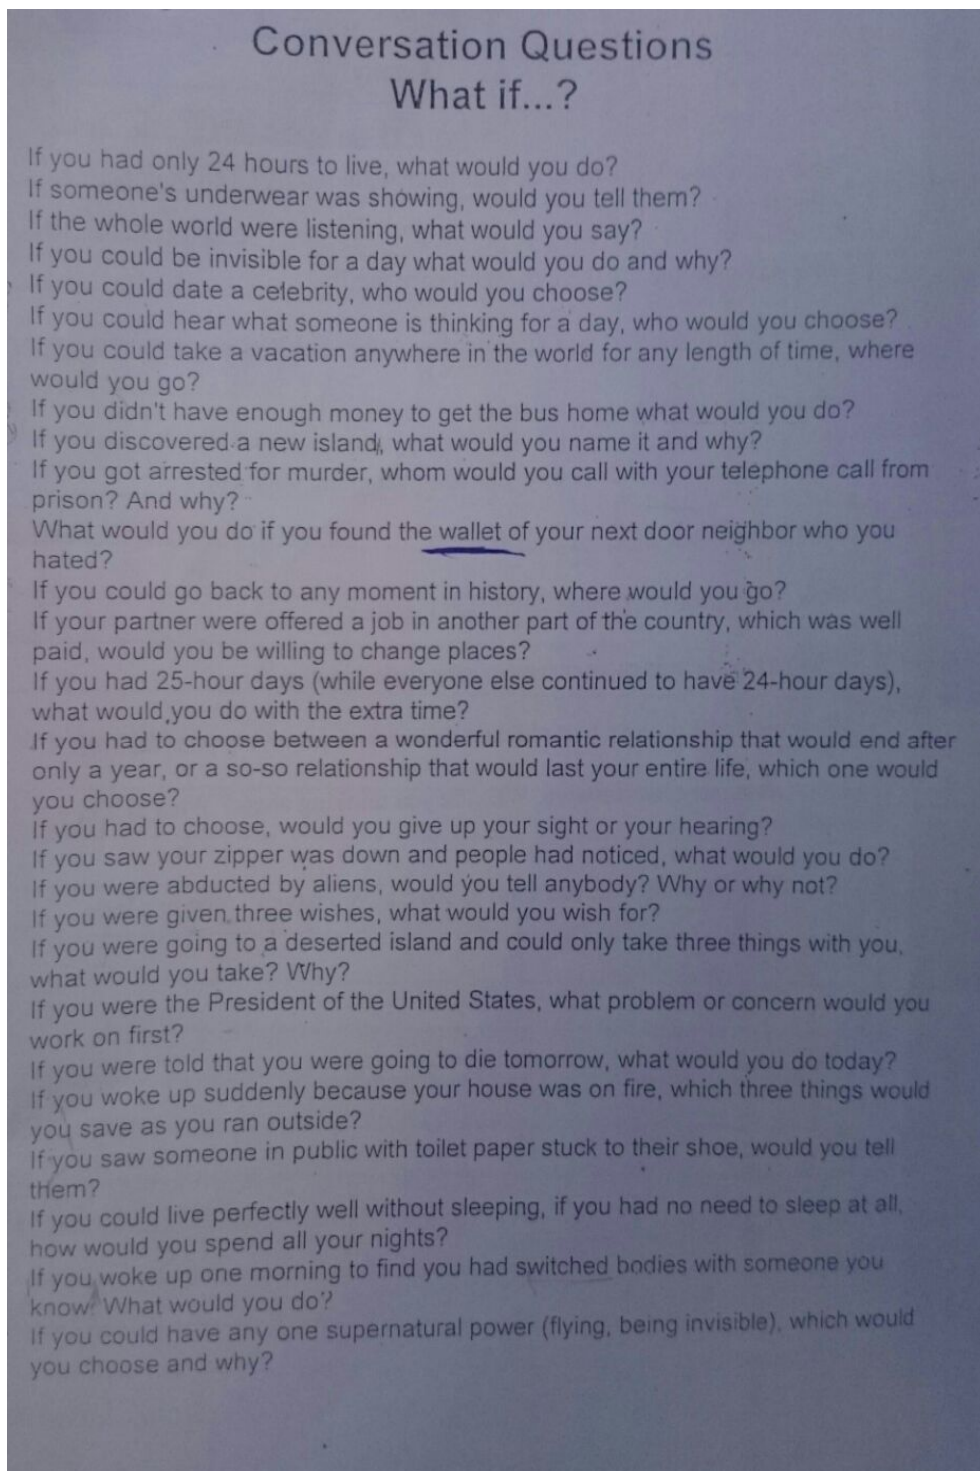 Conversation Questions
What if...?
If you had only 24 hours to live, what would you do?
If someone's underwear was showing, would you tell them?
If the whole world were listening, what would you say?
If you could be invisible for a day what would you do and why?
If you could date a celebrity, who would you choose?
If you could hear what someone is thinking for a day, who would you choose?
If you could take a vacation anywhere in the world for any length of time, where
would you go?
If you didn't have enough money to get the bus home what would you do?
If you discovered a new island, what would you name it and why?
If you got arrested for murder, whom would you call with your telephone call from
prison? And why?
What would you do if you found the wallet of your next door neighbor who you
hated?
If you could go back to any moment in history, where would you go?
If your partner were offered a job in another part of the country, which was well
paid, would you be willing to change places?
If you had 25-hour days (while everyone else continued to have 24-hour days),
what would you do with the extra time?
If you had to choose between a wonderful romantic relationship that would end after
only a year, or a so-so relationship that would last your entire life, which one would
you choose?
If you had to choose, would you give up your sight or your hearing?
If you saw your zipper was down and people had noticed, what would you do?
If you were abducted by aliens, would you tell anybody? Why or why not?
If you were given three wishes, what would you wish for?
If you were going to a deserted island and could only take three things with you,
what would you take? Why?
If you were the President of the United States, what problem or concern would you
work on first?
If you were told that you were going to die tomorrow, what would you do today?
If you woke up suddenly because your house was on fire, which three things would
you save as you ran outside?
If you saw someone in public with toilet paper stuck to their shoe, would you tell
them?
If you could live perfectly well without sleeping, if you had no need to sleep at all,
how would you spend all your nights?
If you woke up one morning to find you had switched bodies with someone you
know! What would you do?
If you could have any one supernatural power (flying, being invisible), which would
you choose and why?